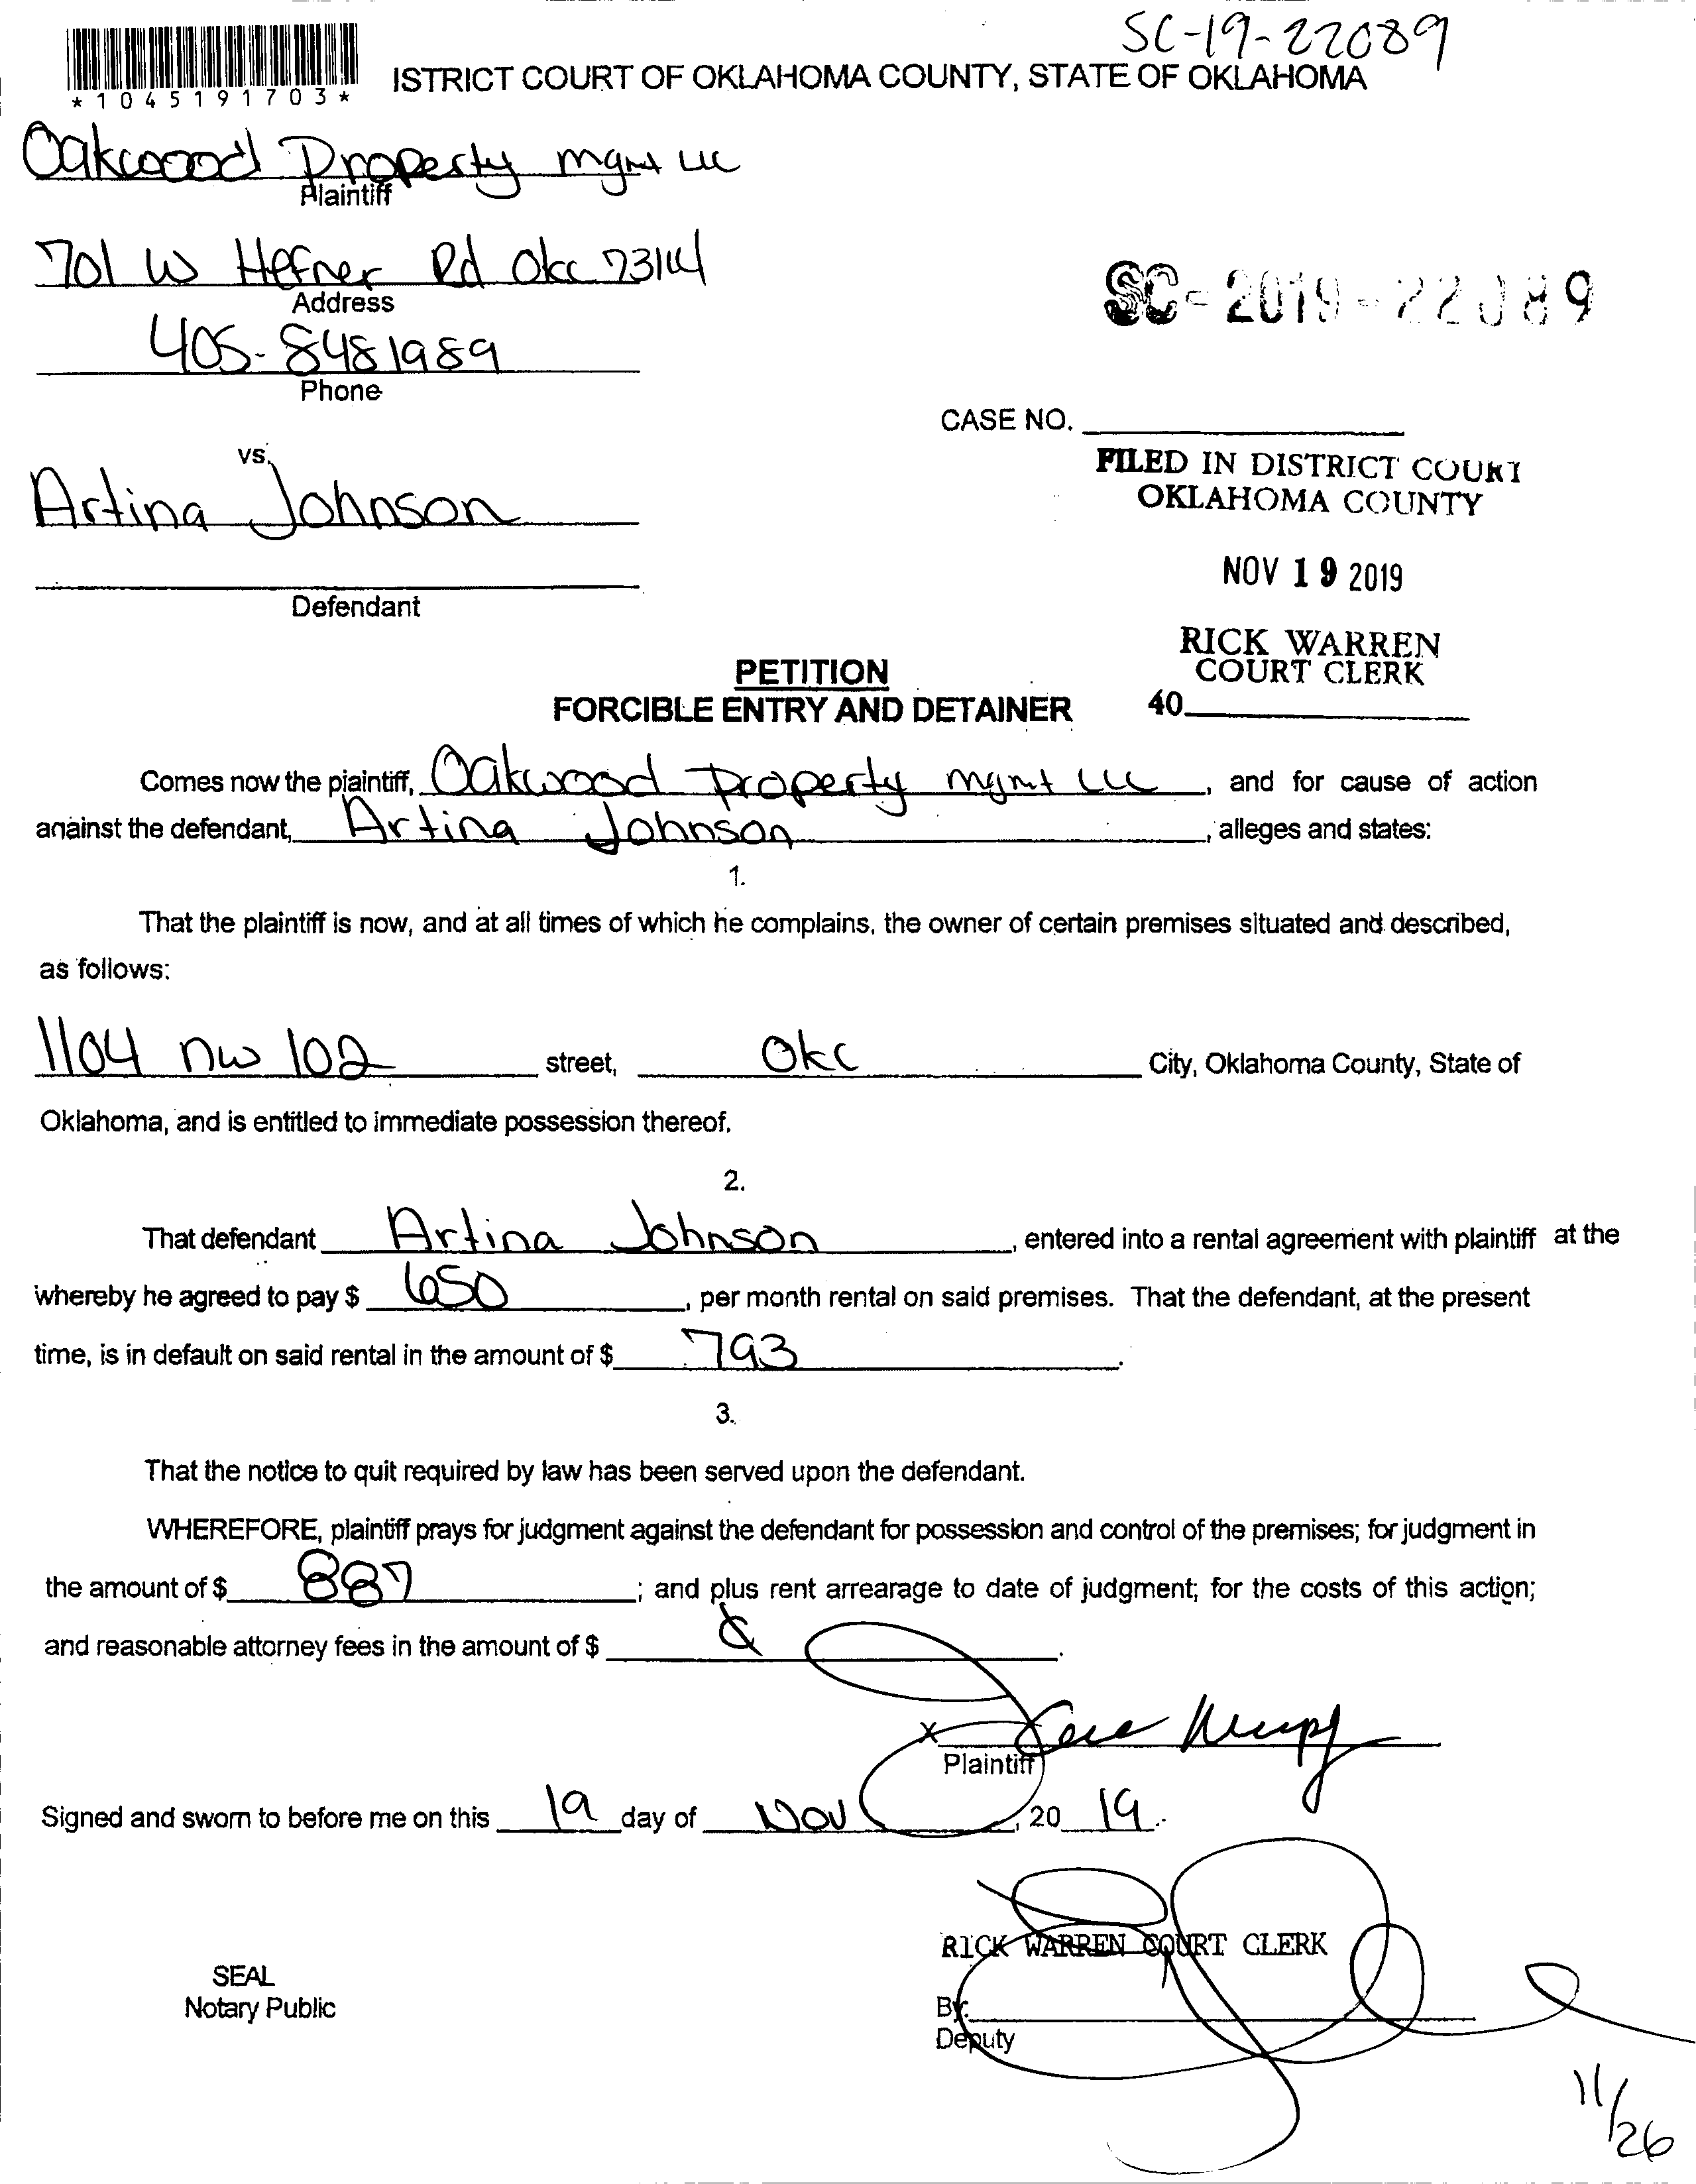 SC-19-22089
ISTRICT COURT OF OKLAHOMA COUNTY, STATE OF OKLAHOMA
*1045191703*
Oakwood Property mgmt LLC
Plaintiff
701 W Hefner Rd Okc 73114
Address
SC-2019-22089
405-8481989
Phone
CASE NO.
vs.
FILED IN DISTRICT COURT
OKLAHOMA COUNTY
Artina Johnson
NOV 19 2019
Defendant
RICK WARREN
COURT CLERK
40
PETITION
FORCIBLE ENTRY AND DETAINER
Comes now the plaintiff, Oakwood Property mgmt LLC, and for cause of action
against the defendant, Artina Johnson, alleges and states:
1.
That the plaintiff is now, and at all times of which he complains, the owner of certain premises situated and described,
as follows:
1104 nw 102 street, Okc City, Oklahoma County, State of
Oklahoma, and is entitled to immediate possession thereof.
2.
That defendant Artina Johnson, entered into a rental agreement with plaintiff at the
whereby he agreed to pay $ 650, per month rental on said premises. That the defendant, at the present
time, is in default on said rental in the amount of $ 793.
3.
That the notice to quit required by law has been served upon the defendant.
WHEREFORE, plaintiff prays for judgment against the defendant for possession and control of the premises; for judgment in
the amount of $ 887; and plus rent arrearage to date of judgment; for the costs of this action;
and reasonable attorney fees in the amount of $
X
Plaintiff
Signed and sworn to before me on this 19 day of Nov, 20 19.
RICK WARREN COURT CLERK
SEAL
Notary Public
By:
Deputy
11/26